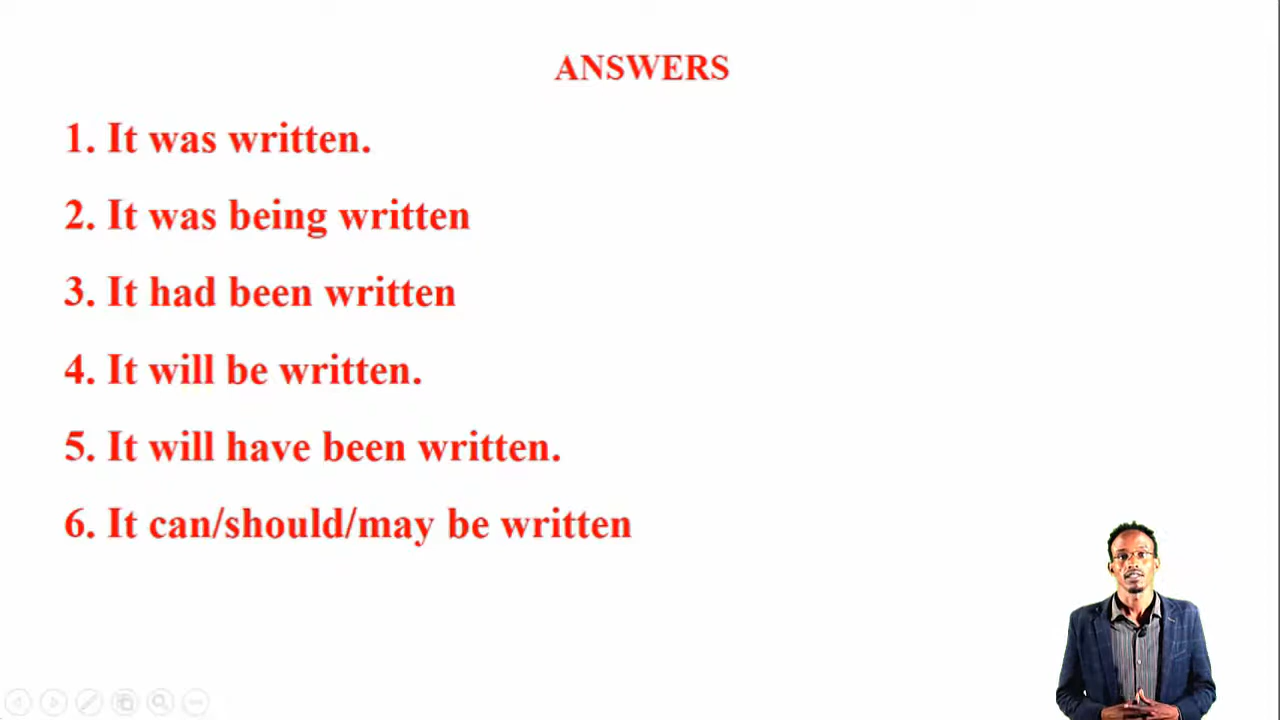 ANSWERS
1. It was written.
2. It was being written
3. It had been written
4. It will be written.
5. It will have been written.
6. It can/should/may be written